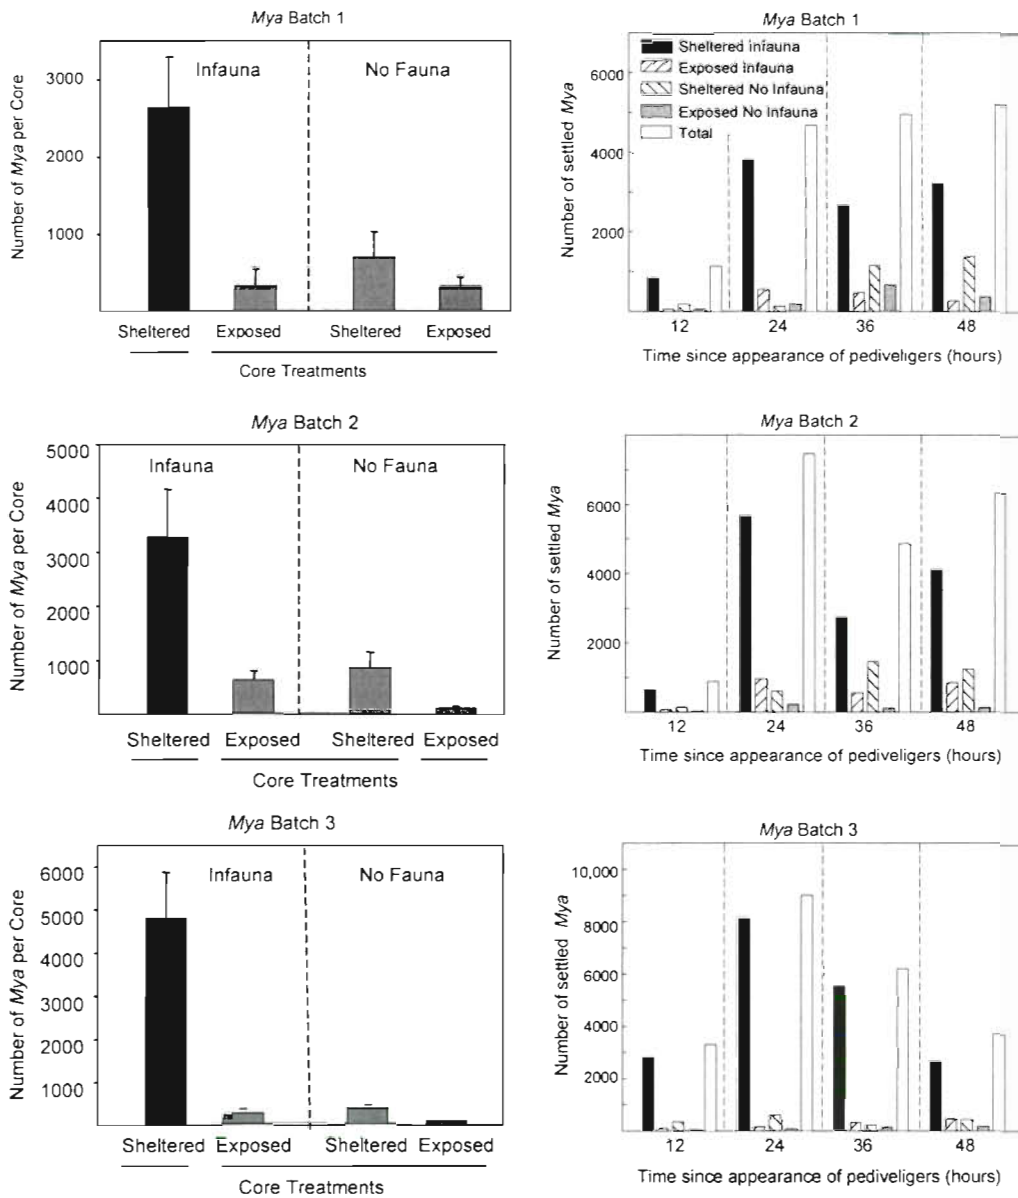 Mya Batch 1
Number of Mya per Core
3000
2000
1000
Infauna
No Fauna
Sheltered
Exposed
Sheltered
Exposed
Core Treatments
Mya Batch 1
Number of settled Mya
6000
4000
2000
Sheltered infauna
Exposed Infauna
Sheltered No Infauna
Exposed No Infauna
Total
12
24
36
48
Time since appearance of pediveligers (hours)
Mya Batch 2
Number of Mya per Core
5000
4000
3000
2000
1000
Infauna
No Fauna
Sheltered
Exposed
Sheltered
Exposed
Core Treatments
Mya Batch 2
Number of settled Mya
6000
4000
2000
12
24
36
48
Time since appearance of pediveligers (hours)
Mya Batch 3
Number of Mya per Core
6000
5000
4000
3000
2000
1000
Infauna
No Fauna
Sheltered
Exposed
Sheltered
Exposed
Core Treatments
Mya Batch 3
Number of settled Mya
10,000
8000
6000
4000
2000
12
24
36
48
Time since appearance of pediveligers (hours)